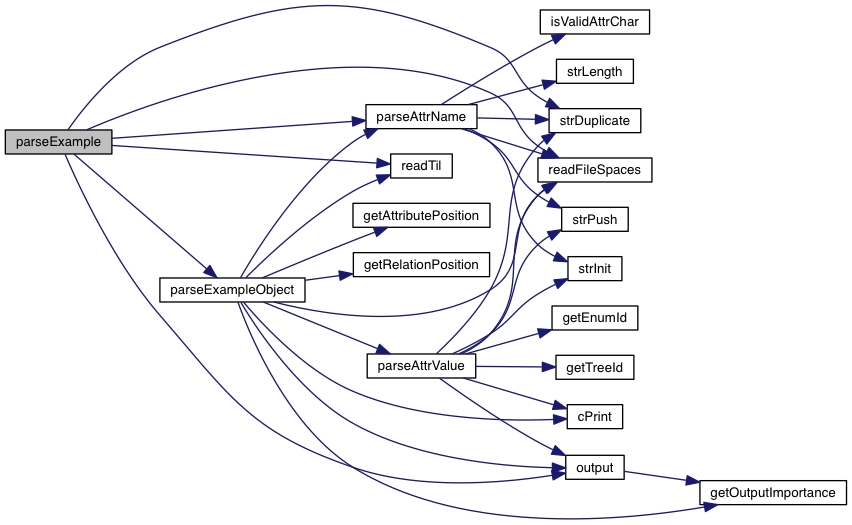 isValidAttrChar
strLength
parseAttrName
strDuplicate
parseExample
readTil
readFileSpaces
getAttributePosition
strPush
getRelationPosition
strInit
parseExampleObject
getEnumId
parseAttrValue
getTreeId
cPrint
output
getOutputImportance